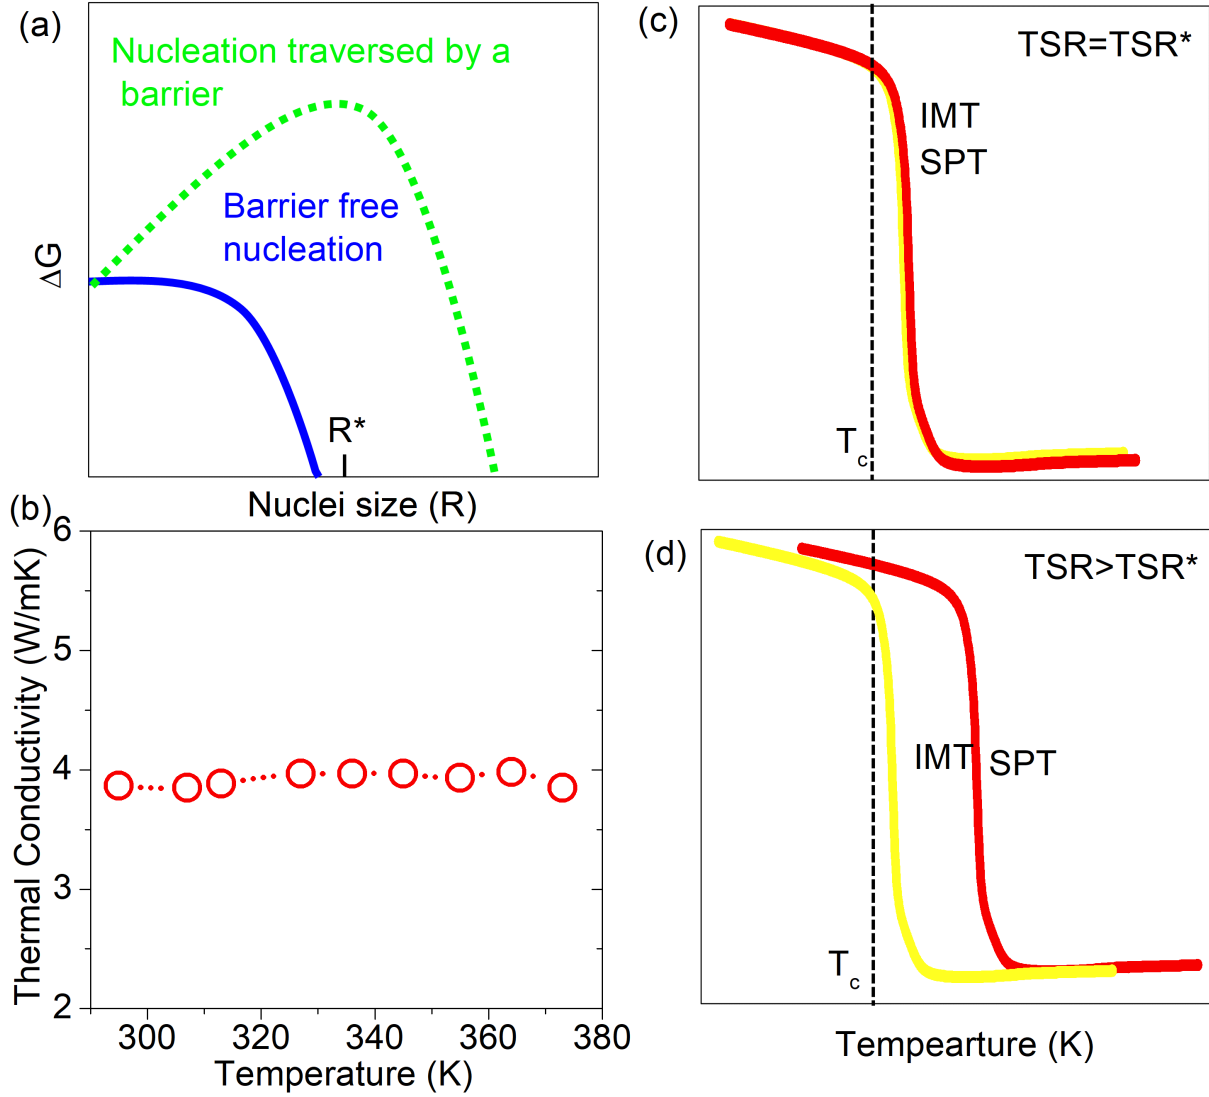 (a)
Nucleation traversed by a
barrier
Barrier free
nucleation
ΔG
R*
Nuclei size (R)
(b)
6
5
4
3
2
Thermal Conductivity (W/mK)
300 320 340 360 380
Temperature (K)
(c)
TSR=TSR*
IMT
SPT
Tc
(d)
TSR>TSR*
IMT SPT
Tc
Tempearture (K)